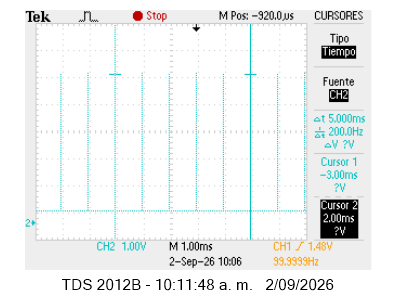 Tek Stop M Pos: -920.0µs CURSORES
Tipo
Tiempo
Fuente
CH2
Δt 5.000ms
1/Δt 200.0Hz
ΔV ?V
Cursor 1
-3.00ms
?V
Cursor 2
2.00ms
?V
2
CH2 1.00V M 1.00ms CH1 / 1.48V
2-Sep-26 10:06 99.9999Hz
TDS 2012B - 10:11:48 a. m. 2/09/2026